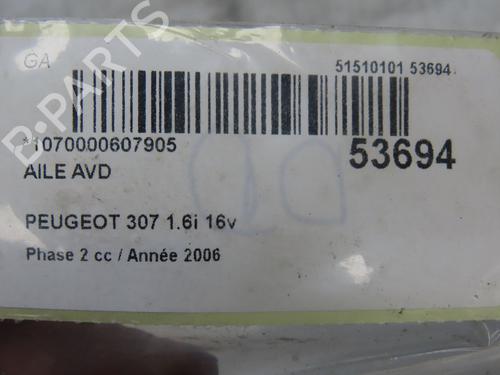 GA
51510101 53694
*1070000607905
53694
AILE AVD
PEUGEOT 307 1.6i 16v
Phase 2 cc / Année 2006
B-PARTS